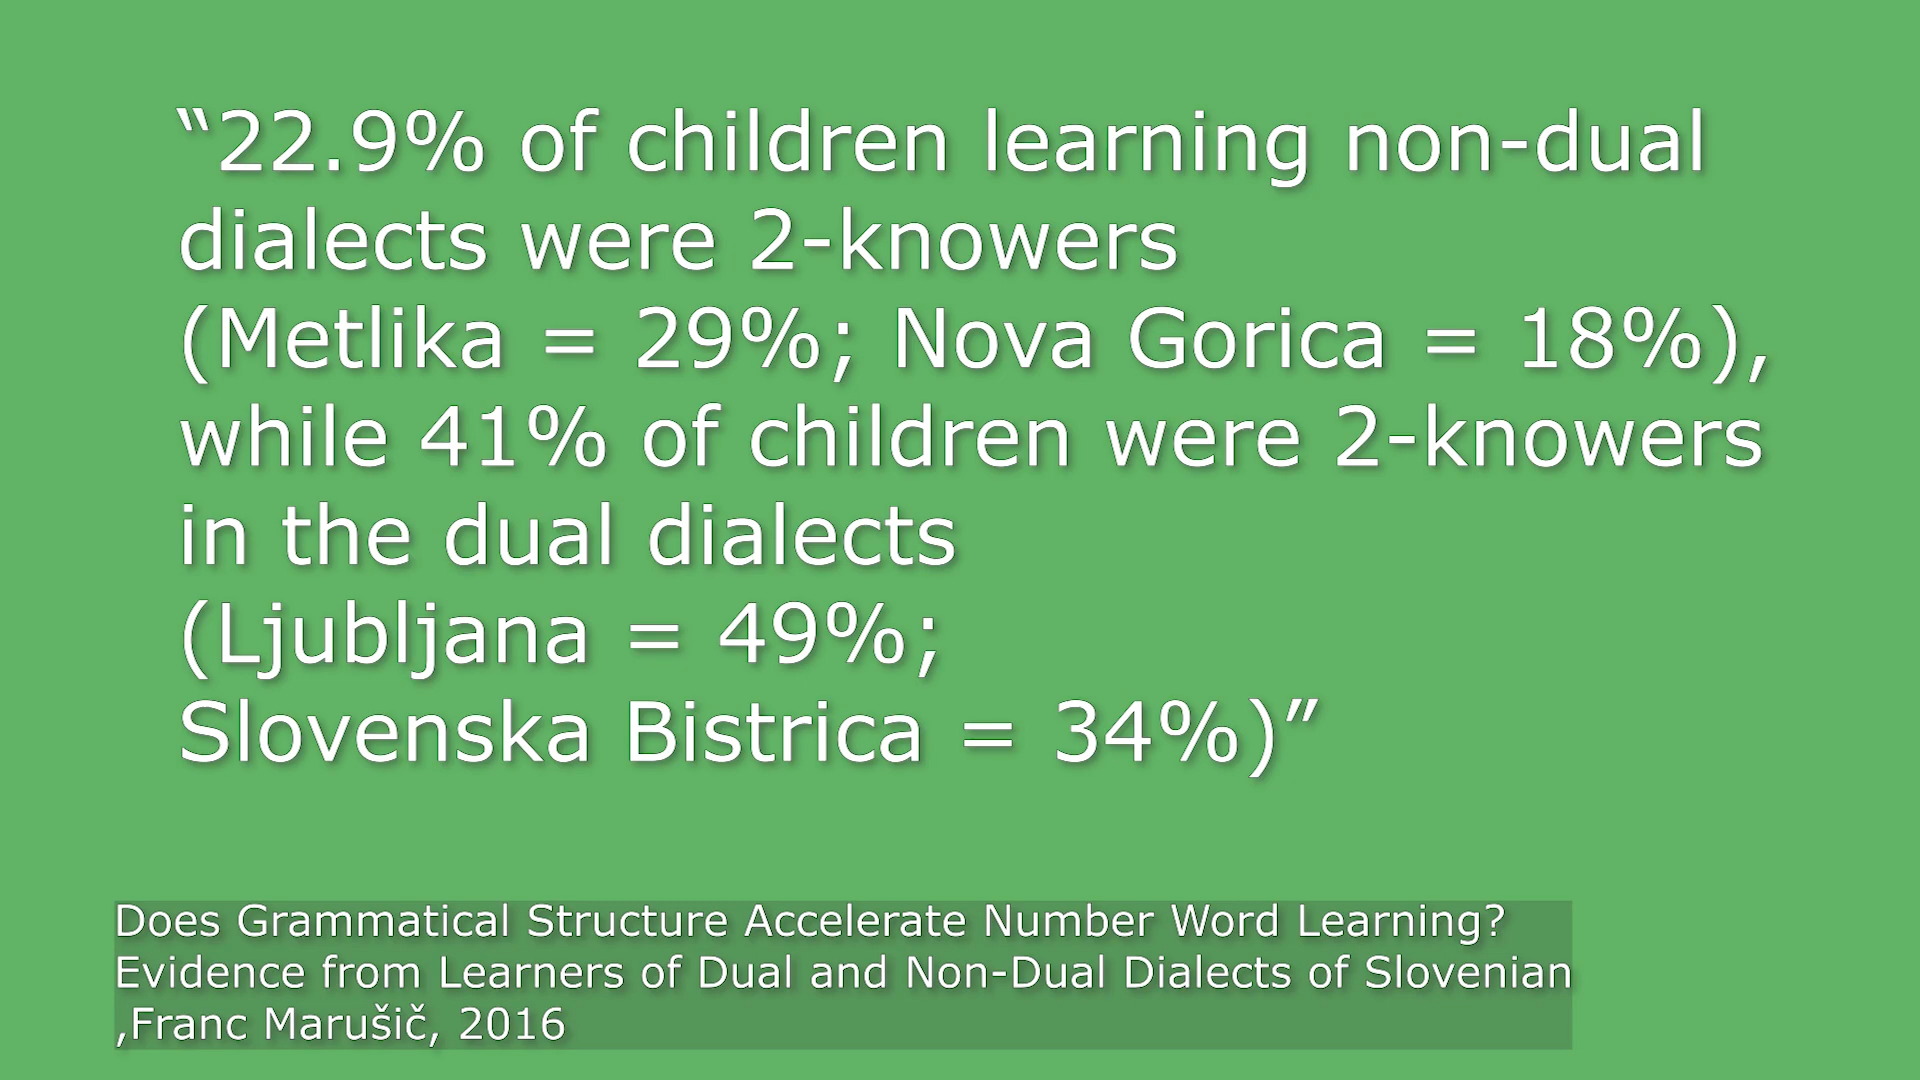 “22.9% of children learning non-dual
dialects were 2-knowers
(Metlika = 29%; Nova Gorica = 18%),
while 41% of children were 2-knowers
in the dual dialects
(Ljubljana = 49%;
Slovenska Bistrica = 34%)”
Does Grammatical Structure Accelerate Number Word Learning?
Evidence from Learners of Dual and Non-Dual Dialects of Slovenian
,Franc Marušič, 2016